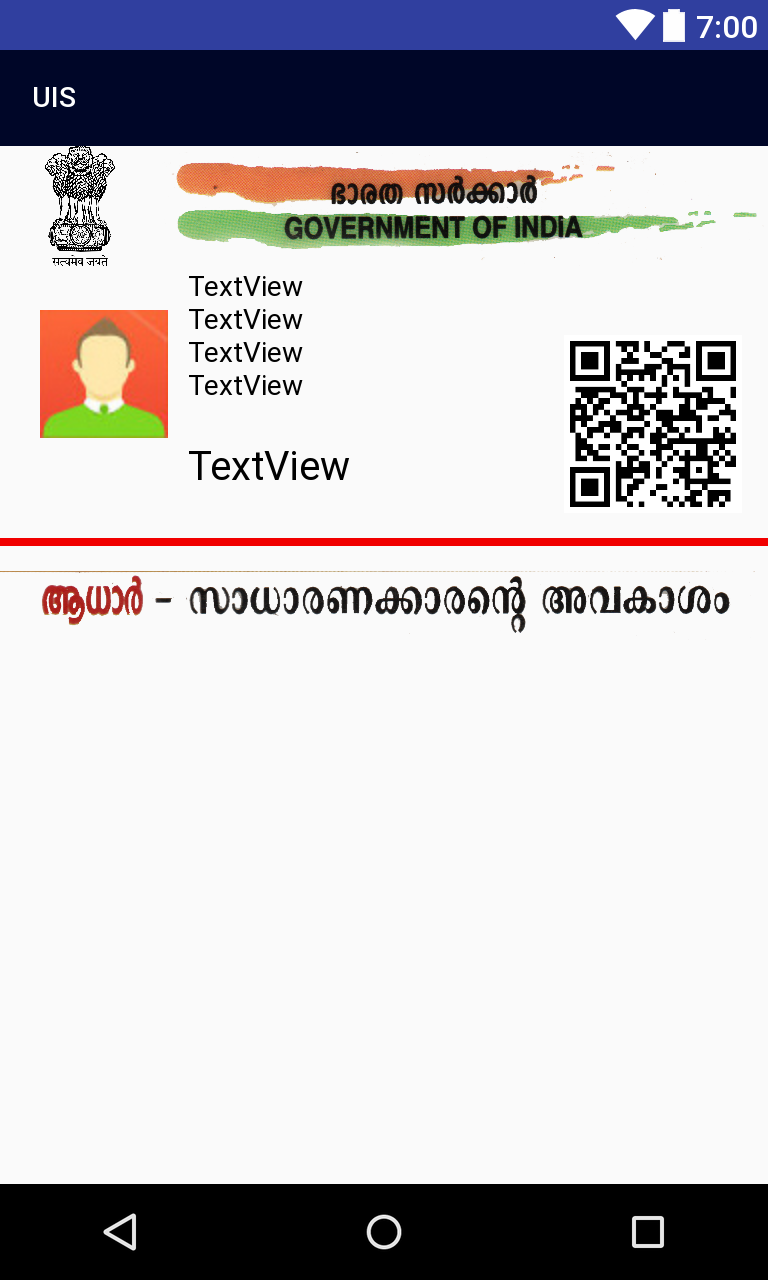 7:00
UIS
ഭാരത സർക്കാർ
GOVERNMENT OF INDIA
सत्यमेव जयते
TextView
TextView
TextView
TextView
TextView
ആധാർ - സാധാരണക്കാരന്റെ അവകാശം